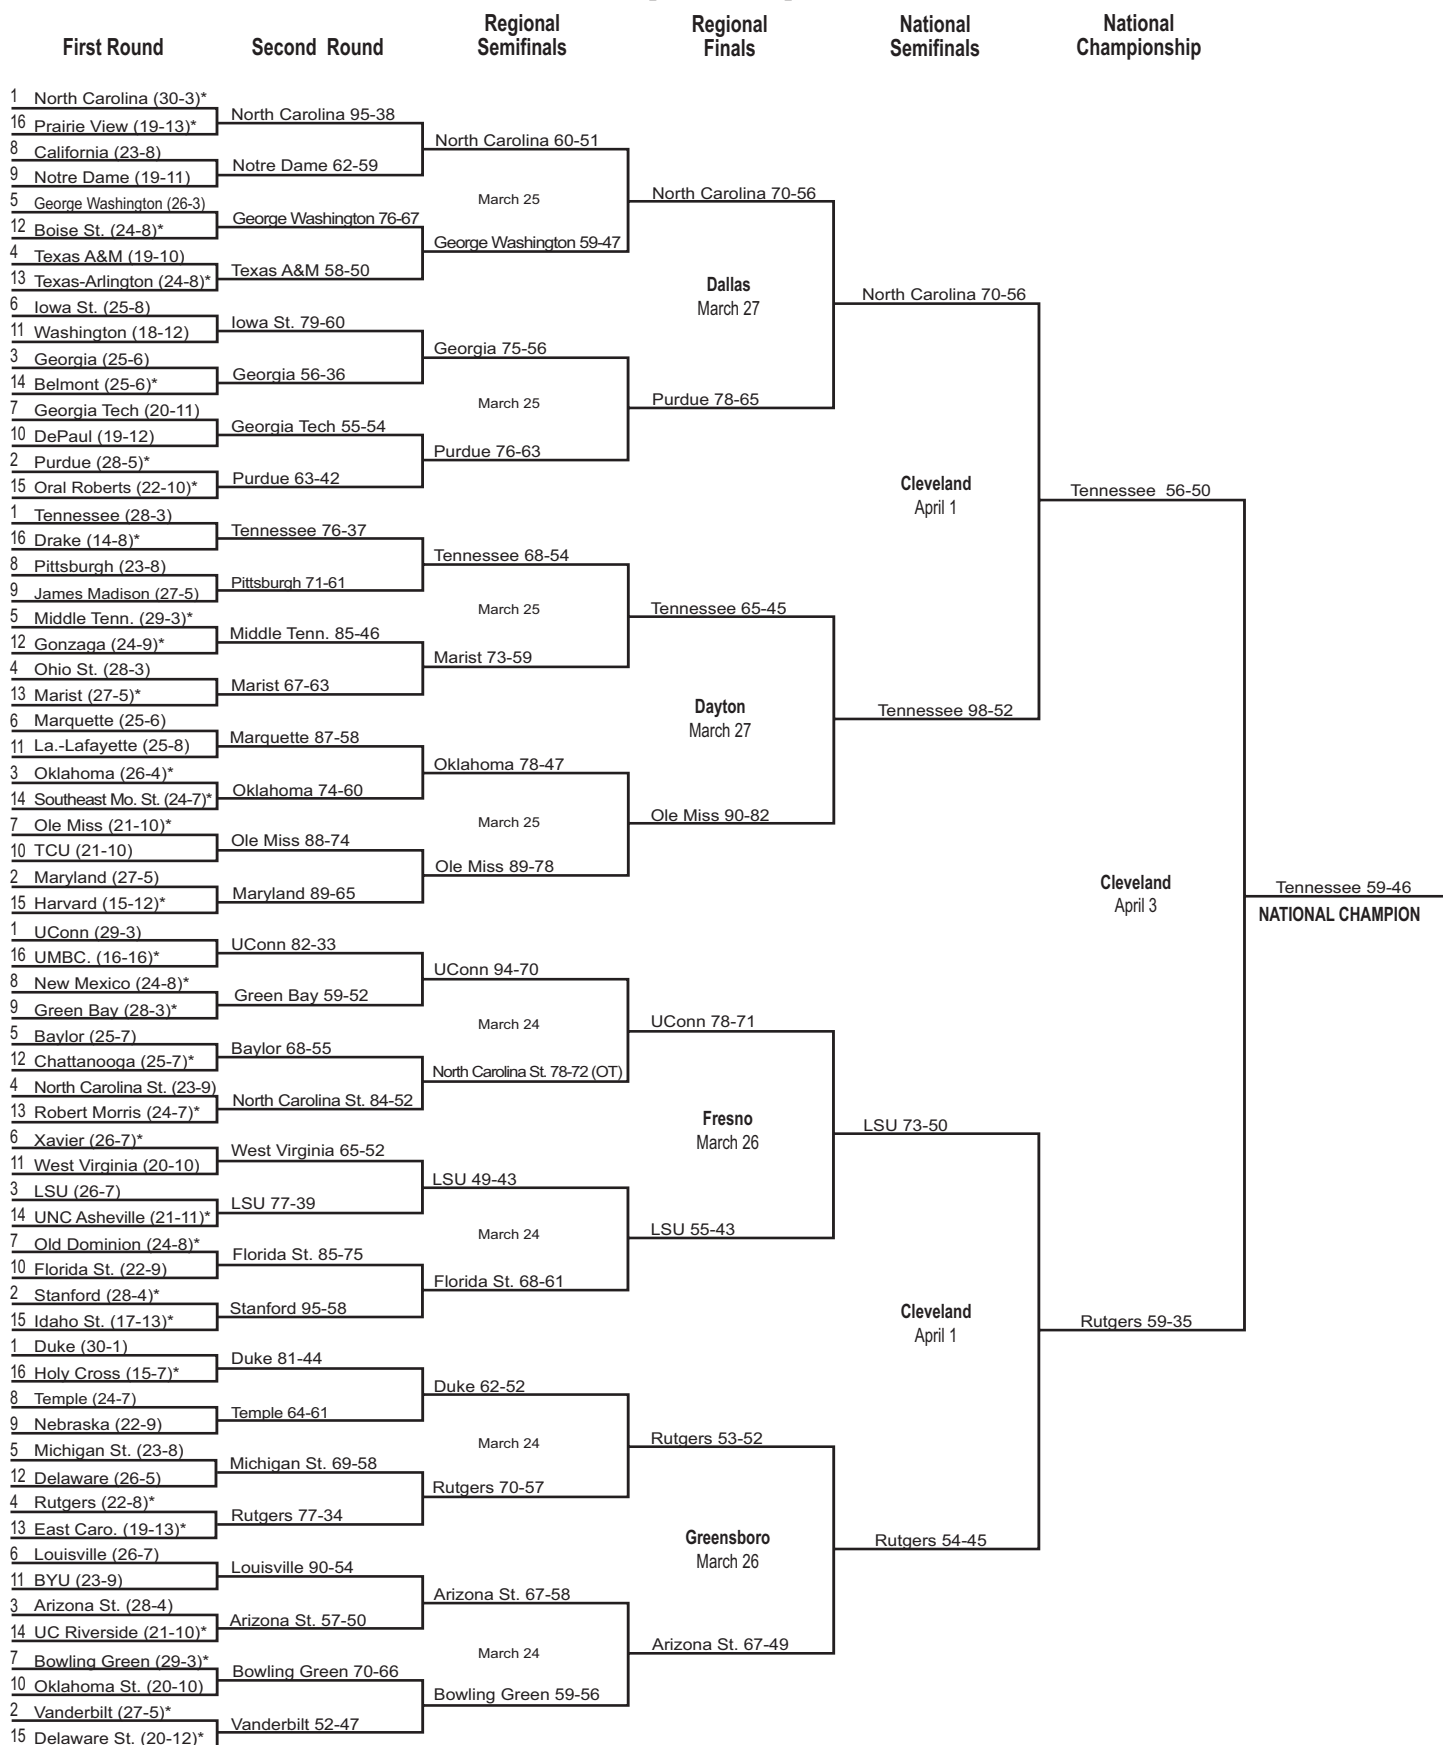 Regional
Semifinals
Regional
Finals
National
Semifinals
National
Championship
First Round
Second Round
1 North Carolina (30-3)*
16 Prairie View (19-13)*
8 California (23-8)
9 Notre Dame (19-11)
5 George Washington (26-3)
12 Boise St. (24-8)*
4 Texas A&M (19-10)
13 Texas-Arlington (24-8)*
6 Iowa St. (25-8)
11 Washington (18-12)
3 Georgia (25-6)
14 Belmont (25-6)*
7 Georgia Tech (20-11)
10 DePaul (19-12)
2 Purdue (28-5)*
15 Oral Roberts (22-10)*
1 Tennessee (28-3)
16 Drake (14-8)*
8 Pittsburgh (23-8)
9 James Madison (27-5)
5 Middle Tenn. (29-3)*
12 Gonzaga (24-9)*
4 Ohio St. (28-3)
13 Marist (27-5)*
6 Marquette (25-6)
11 La.-Lafayette (25-8)
3 Oklahoma (26-4)*
14 Southeast Mo. St. (24-7)*
7 Ole Miss (21-10)*
10 TCU (21-10)
2 Maryland (27-5)
15 Harvard (15-12)*
1 UConn (29-3)
16 UMBC. (16-16)*
8 New Mexico (24-8)*
9 Green Bay (28-3)*
5 Baylor (25-7)
12 Chattanooga (25-7)*
4 North Carolina St. (23-9)
13 Robert Morris (24-7)*
6 Xavier (26-7)*
11 West Virginia (20-10)
3 LSU (26-7)
14 UNC Asheville (21-11)*
7 Old Dominion (24-8)*
10 Florida St. (22-9)
2 Stanford (28-4)*
15 Idaho St. (17-13)*
1 Duke (30-1)
16 Holy Cross (15-7)*
8 Temple (24-7)
9 Nebraska (22-9)
5 Michigan St. (23-8)
12 Delaware (26-5)
4 Rutgers (22-8)*
13 East Caro. (19-13)*
6 Louisville (26-7)
11 BYU (23-9)
3 Arizona St. (28-4)
14 UC Riverside (21-10)*
7 Bowling Green (29-3)*
10 Oklahoma St. (20-10)
2 Vanderbilt (27-5)*
15 Delaware St. (20-12)*
North Carolina 95-38
Notre Dame 62-59
George Washington 76-67
Texas A&M 58-50
Iowa St. 79-60
Georgia 56-36
Georgia Tech 55-54
Purdue 63-42
Tennessee 76-37
Pittsburgh 71-61
Middle Tenn. 85-46
Marist 67-63
Marquette 87-58
Oklahoma 74-60
Ole Miss 88-74
Maryland 89-65
UConn 82-33
Green Bay 59-52
Baylor 68-55
North Carolina St. 84-52
West Virginia 65-52
LSU 77-39
Florida St. 85-75
Stanford 95-58
Duke 81-44
Temple 64-61
Michigan St. 69-58
Rutgers 77-34
Louisville 90-54
Arizona St. 57-50
Bowling Green 70-66
Vanderbilt 52-47
North Carolina 60-51
March 25
George Washington 59-47
Georgia 75-56
March 25
Purdue 76-63
Tennessee 68-54
March 25
Marist 73-59
Oklahoma 78-47
March 25
Ole Miss 89-78
UConn 94-70
March 24
North Carolina St. 78-72 (OT)
LSU 49-43
March 24
Florida St. 68-61
Duke 62-52
March 24
Rutgers 70-57
Arizona St. 67-58
March 24
Bowling Green 59-56
North Carolina 70-56
Dallas
March 27
Purdue 78-65
Tennessee 65-45
Dayton
March 27
Ole Miss 90-82
UConn 78-71
Fresno
March 26
LSU 55-43
Rutgers 53-52
Greensboro
March 26
Arizona St. 67-49
North Carolina 70-56
Cleveland
April 1
Tennessee 98-52
LSU 73-50
Cleveland
April 1
Rutgers 54-45
Tennessee 56-50
Cleveland
April 3
Rutgers 59-35
Tennessee 59-46
NATIONAL CHAMPION